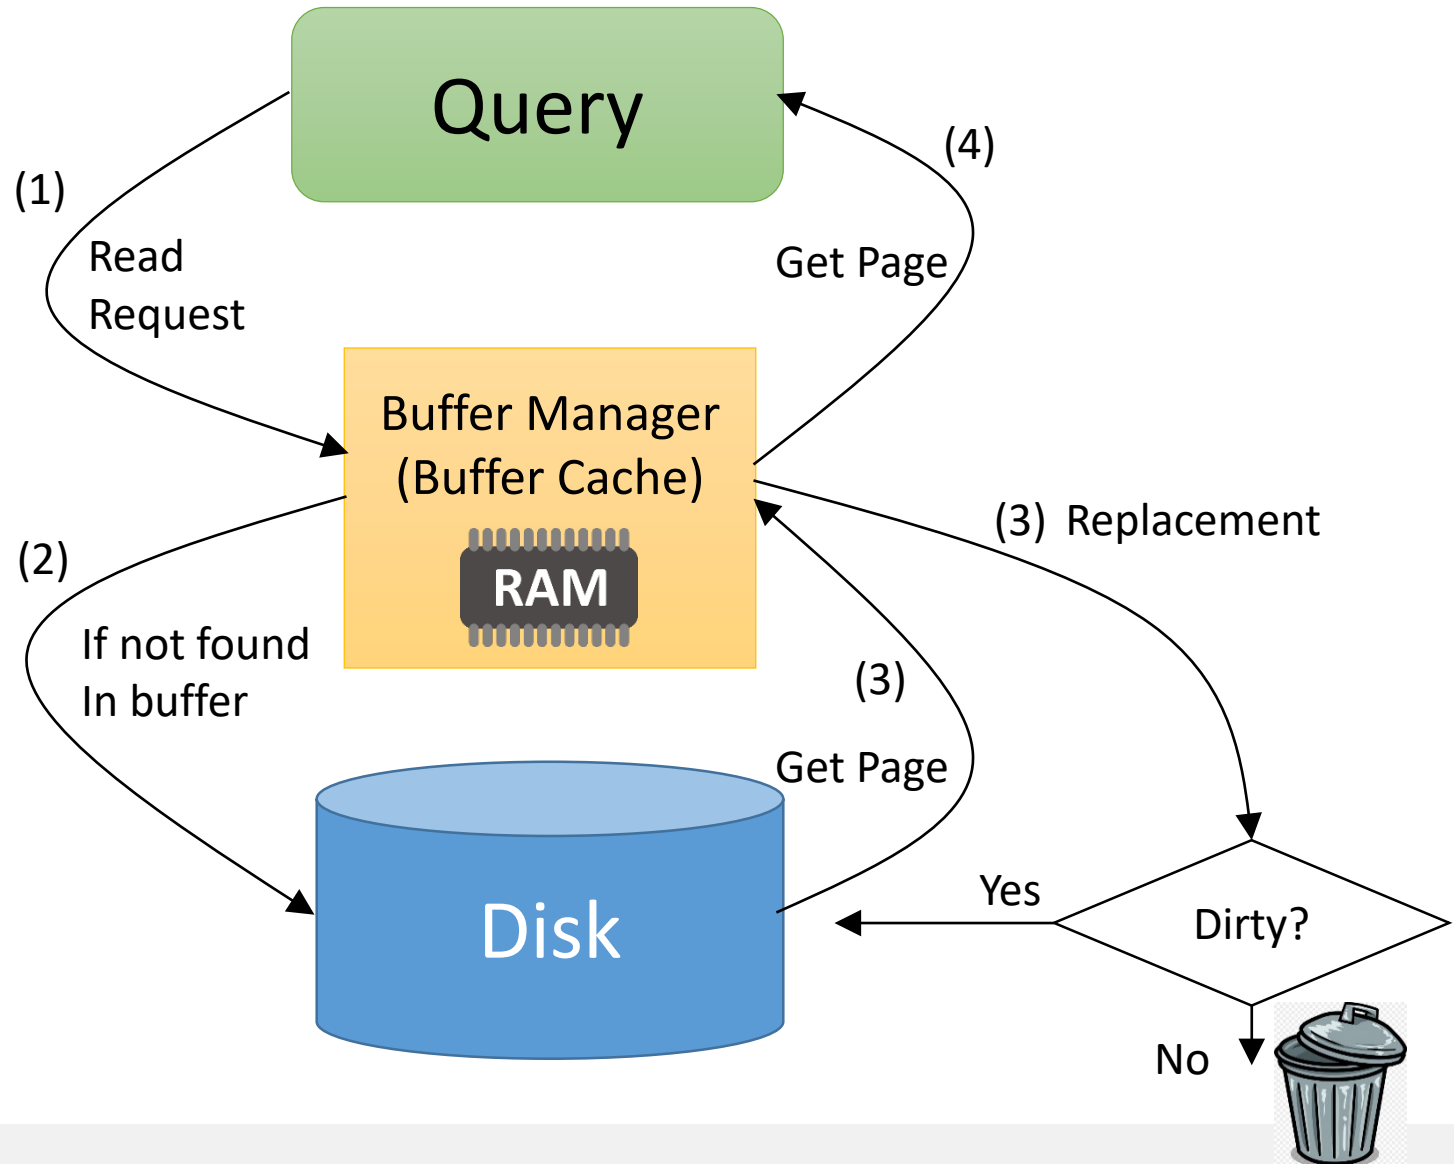 Query
(1)
Read
Request
(4)
Get Page
Buffer Manager
(Buffer Cache)
RAM
(2)
If not found
In buffer
(3) Replacement
(3)
Get Page
Disk
Yes
Dirty?
No